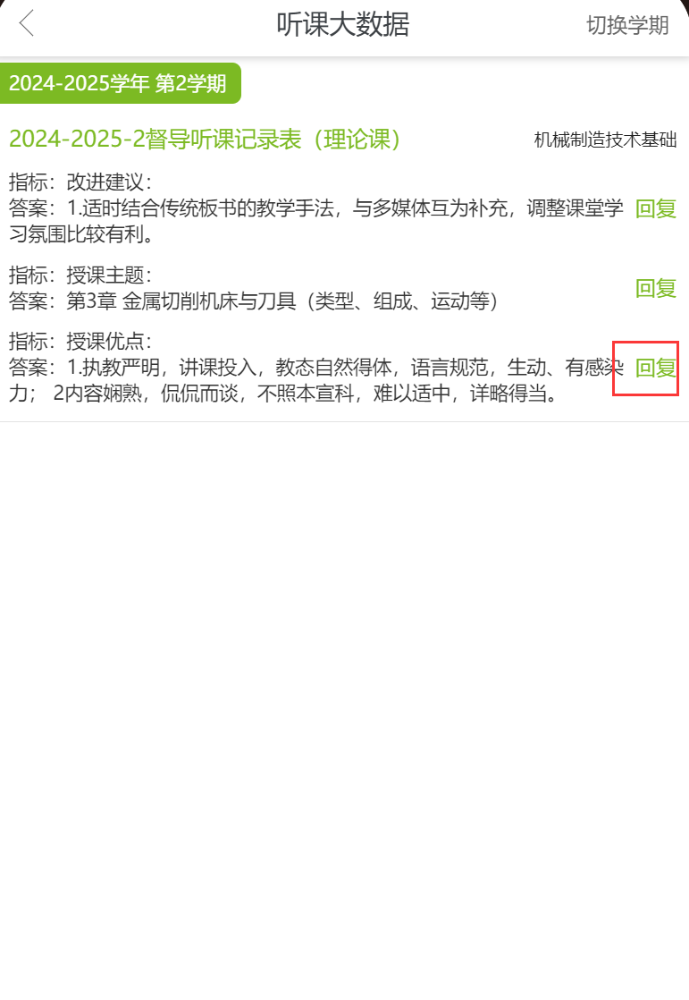 听课大数据
切换学期
2024-2025学年 第2学期
2024-2025-2督导听课记录表（理论课）
机械制造技术基础
指标：改进建议：
答案：1.适时结合传统板书的教学手法，与多媒体互为补充，调整课堂学
回复
习氛围比较有利。
指标：授课主题：
回复
答案：第3章 金属切削机床与刀具（类型、组成、运动等）
指标：授课优点：
答案：1.执教严明，讲课投入，教态自然得体，语言规范，生动、有感染
回复
力； 2内容娴熟，侃侃而谈，不照本宣科，难以适中，详略得当。